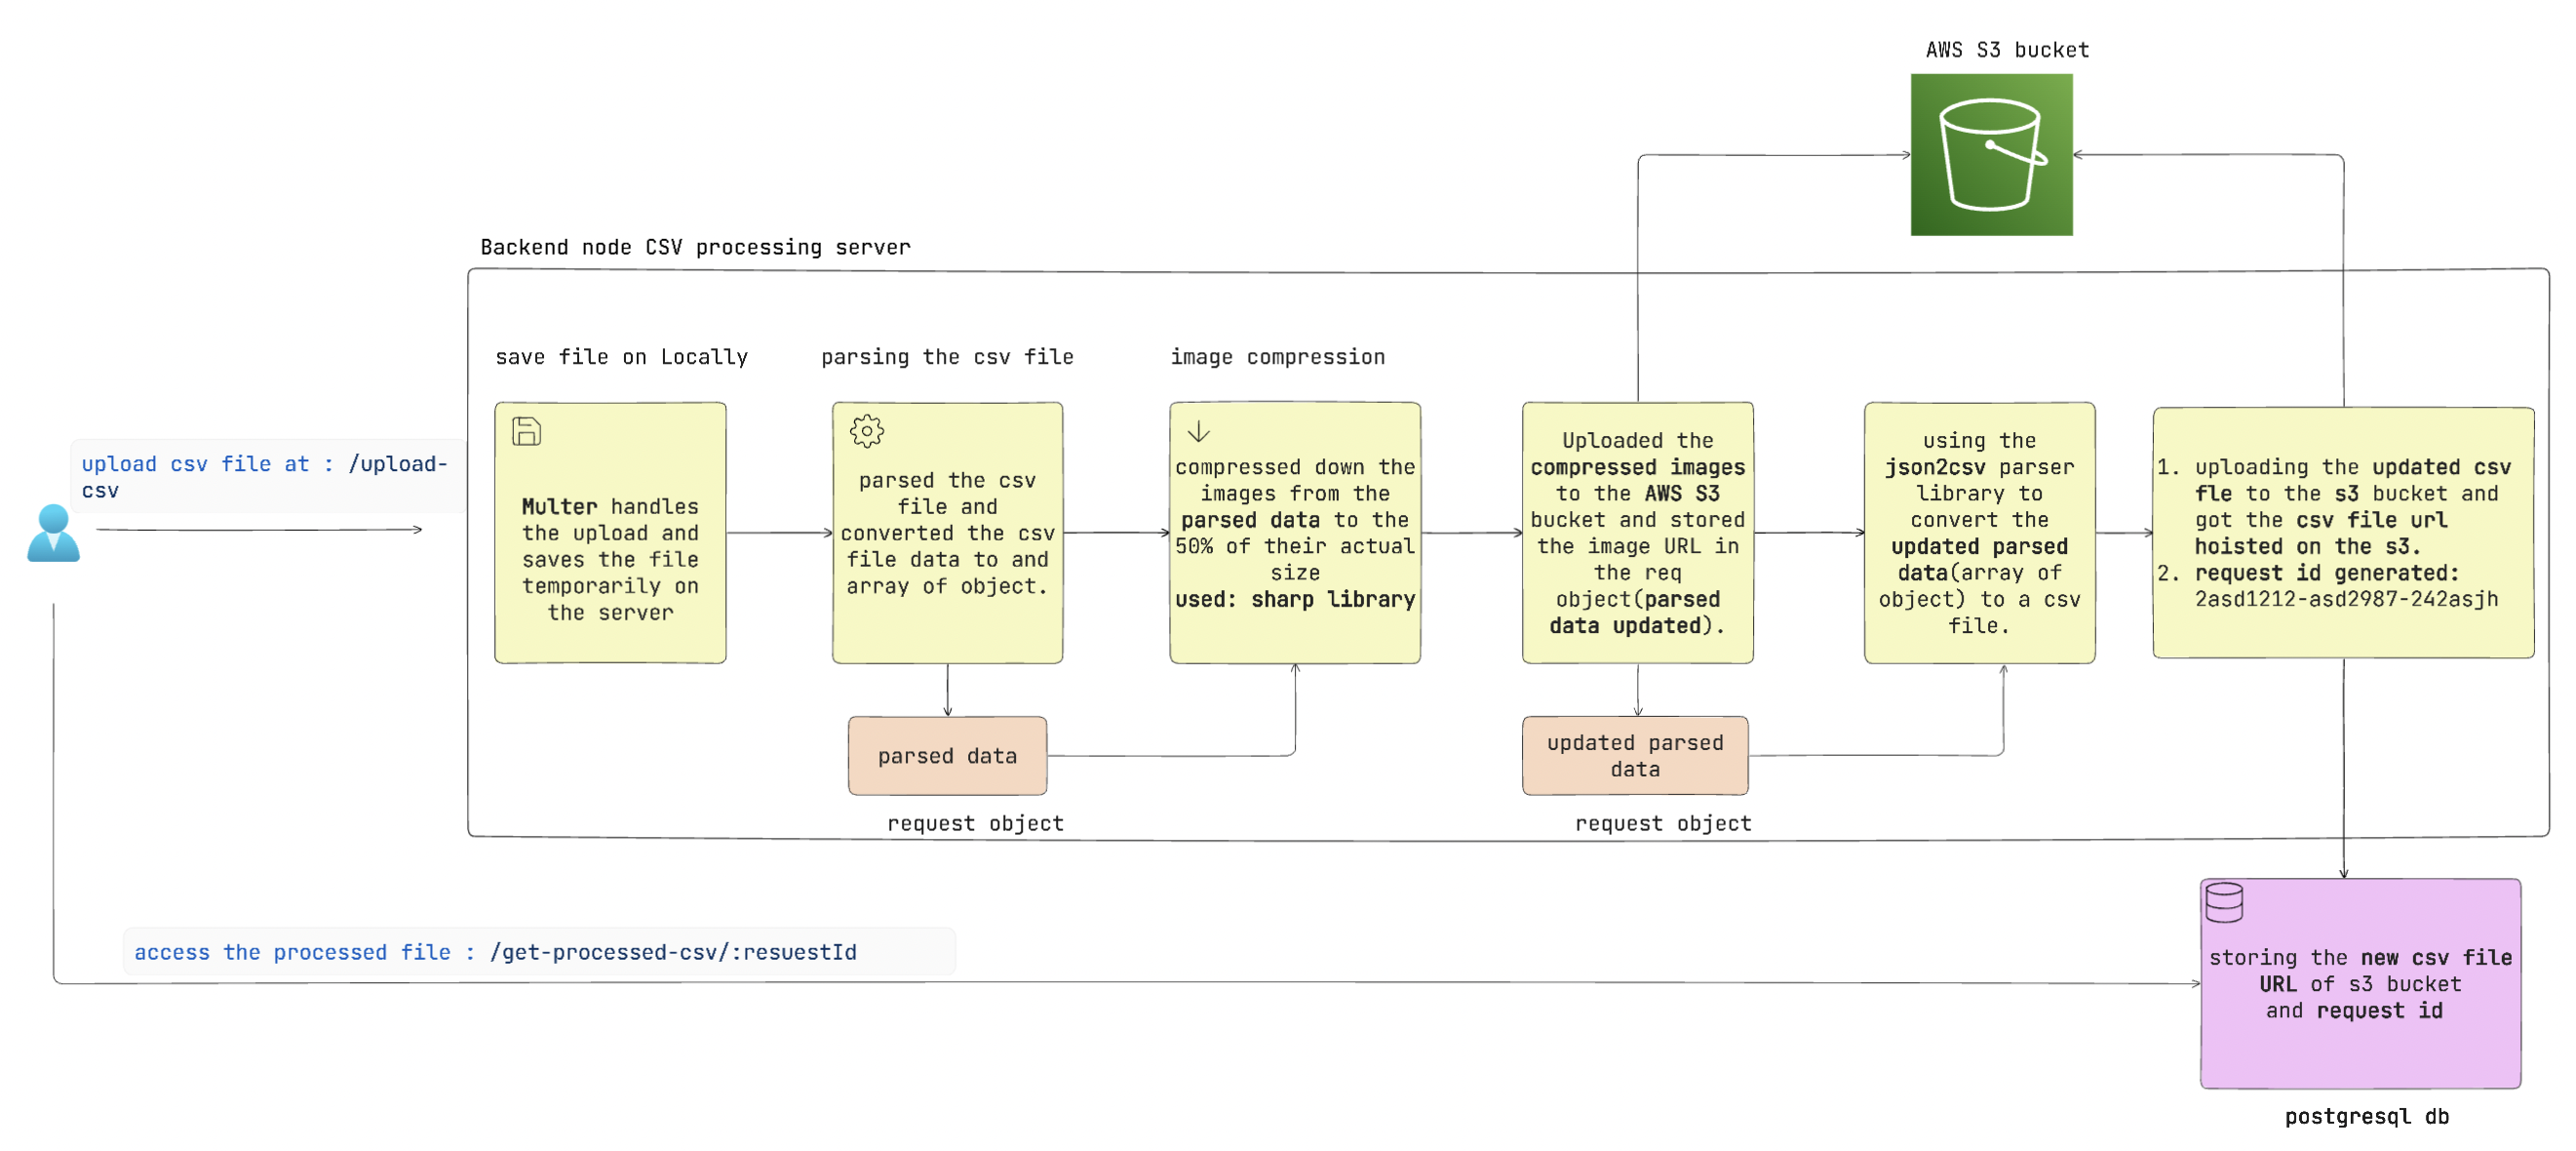 AWS S3 bucket
Backend node CSV processing server
save file on Locally
parsing the csv file
image compression
upload csv file at : /upload-
csv
Multer handles
the upload and
saves the file
temporarily on
the server
parsed the csv
file and
converted the csv
file data to and
array of object.
compressed down the
images from the
parsed data to the
50% of their actual
size
used: sharp library
Uploaded the
compressed images
to the AWS S3
bucket and stored
the image URL in
the req
object(parsed
data updated).
using the
json2csv parser
library to
convert the
updated parsed
data(array of
object) to a csv
file.
1. uploading the updated csv
fle to the s3 bucket and
got the csv file url
hoisted on the s3.
2. request id generated:
2asd1212-asd2987-242asjh
parsed data
updated parsed
data
request object
request object
access the processed file : /get-processed-csv/:resuestId
storing the new csv file
URL of s3 bucket
and request id
postgresql db